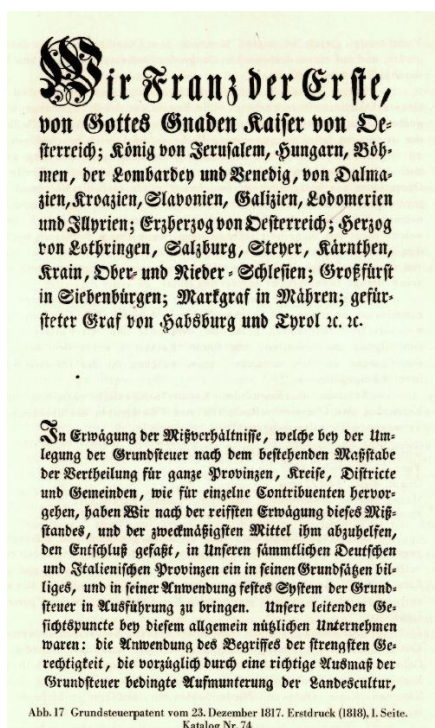 Wir Franz der Erste,
von Gottes Gnaden Kaiser von Oe-
sterreich; König von Jerusalem, Hungarn, Böh-
men, der Lombardey und Venedig, von Dalma-
zien, Kroazien, Slavonien, Galizien, Lodomerien
und Illyrien; Erzherzog von Oesterreich; Herzog
von Lothringen, Salzburg, Steyer, Kärnthen,
Krain, Ober- und Nieder-Schlesien; Großfürst
in Siebenbürgen; Markgraf in Mähren; gefür-
steter Graf von Habsburg und Tyrol ꝛc. ꝛc.
In Erwägung der Mißverhältnisse, welche bey der Um-
legung der Grundsteuer nach dem bestehenden Maßstabe
der Vertheilung für ganze Provinzen, Kreise, Districte
und Gemeinden, wie für einzelne Contribuenten hervor-
gehen, haben Wir nach der reifsten Erwägung dieses Miß-
standes, und der zweckmäßigsten Mittel ihm abzuhelfen,
den Entschluß gefaßt, in Unseren sämmtlichen Deutschen
und Italienischen Provinzen ein in seinen Grundsätzen bil-
liges, und in seiner Anwendung festes System der Grund-
steuer in Ausführung zu bringen. Unsere leitenden Ge-
sichtspuncte bey diesem allgemein nützlichen Unternehmen
waren: die Anwendung des Begriffes der strengsten Ge-
rechtigkeit, die vorzüglich durch eine richtige Ausmaß der
Grundsteuer bedingte Aufmunterung der Landescultur,
Abb. 17 Grundsteuerpatent vom 23. Dezember 1817. Erstdruck (1818), 1. Seite.
Katalog Nr. 74